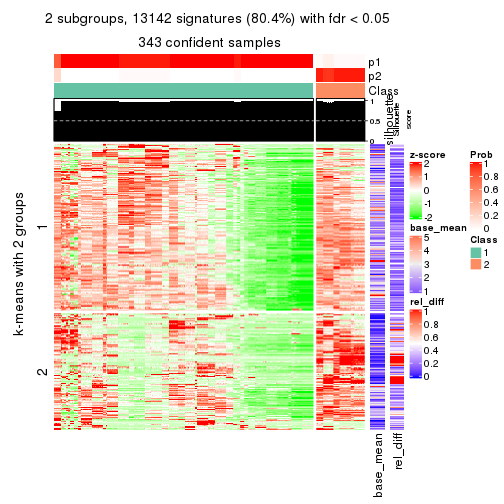 2 subgroups, 13142 signatures (80.4%) with fdr < 0.05
343 confident samples
p1
p2
Class
1
0.5
0
silhouette
Silhouette
score
k-means with 2 groups
1
2
base_mean
rel_diff
z-score
2
1
0
-1
-2
base_mean
5
4
3
2
1
rel_diff
1
0.8
0.6
0.4
0.2
0
Prob
1
0.8
0.6
0.4
0.2
0
Class
1
2